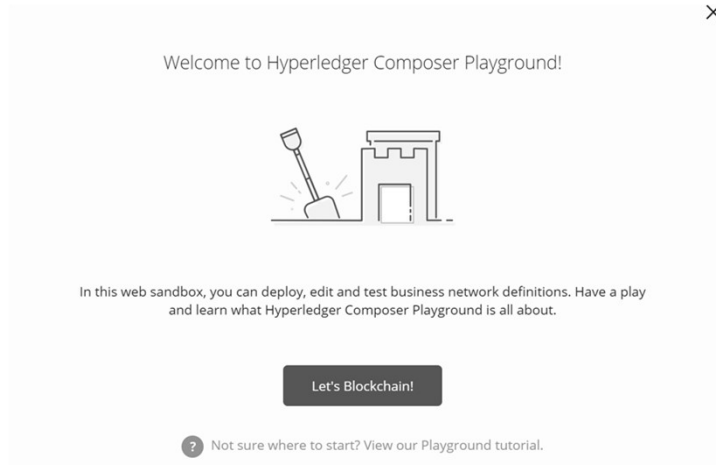 Welcome to Hyperledger Composer Playground!
In this web sandbox, you can deploy, edit and test business network definitions. Have a play
and learn what Hyperledger Composer Playground is all about.
Let's Blockchain!
? Not sure where to start? View our Playground tutorial.